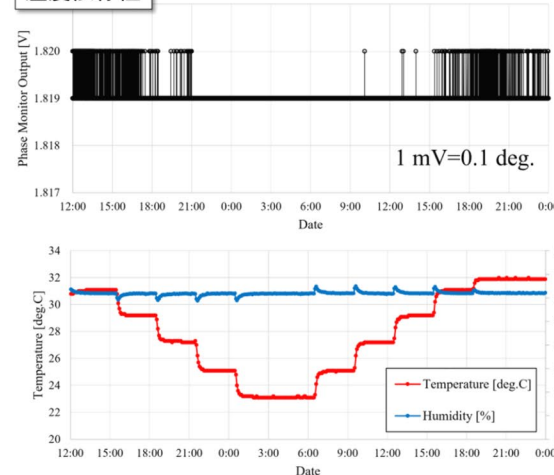 Phase Monitor Output [V]
1.820
1.819
1.818
1.817
1 mV=0.1 deg.
12:00 15:00 18:00 21:00 0:00 3:00 6:00 9:00 12:00 15:00 18:00 21:00 0:00
Date
Temperature [deg.C]
34
32
30
28
26
24
22
20
Temperature [deg.C]
Humidity [%]
12:00 15:00 18:00 21:00 0:00 3:00 6:00 9:00 12:00 15:00 18:00 21:00 0:00
Date